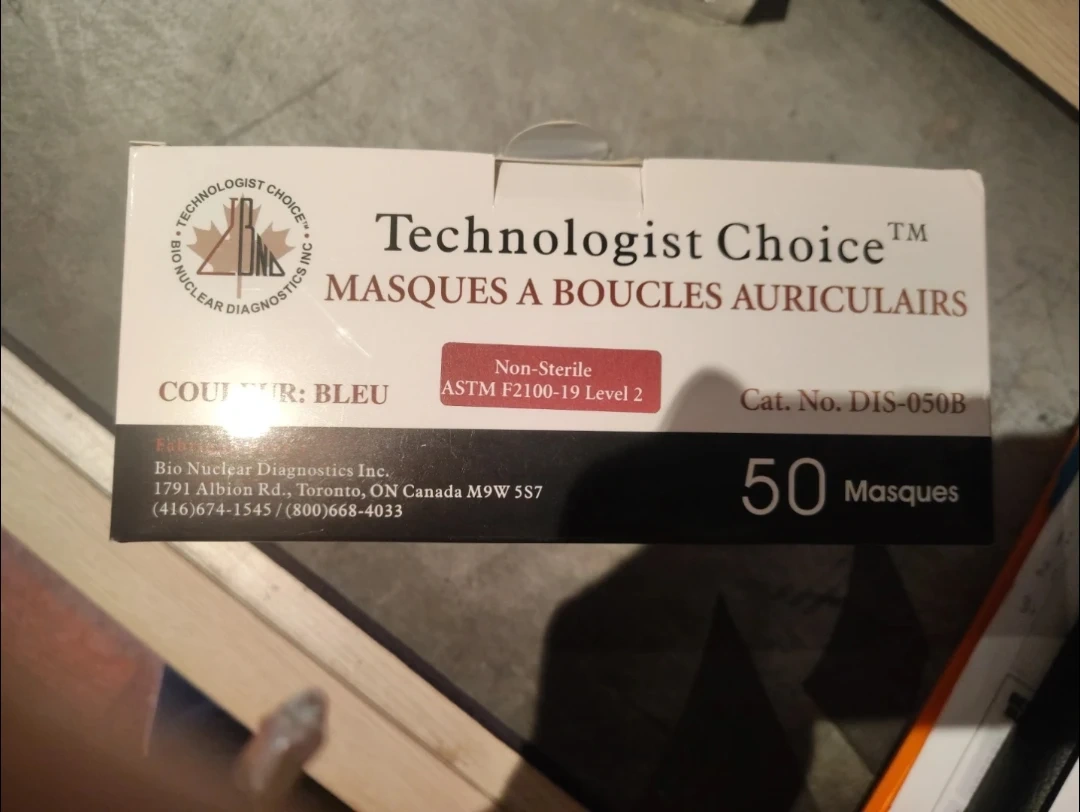 TECHNOLOGIST CHOICE™
BIO NUCLEAR DIAGNOSTICS INC
BND
Technologist Choice™
MASQUES A BOUCLES AURICULAIRS
Non-Sterile
ASTM F2100-19 Level 2
COULEUR: BLEU
Cat. No. DIS-050B
Bio Nuclear Diagnostics Inc.
1791 Albion Rd., Toronto, ON Canada M9W 5S7
(416)674-1545 / (800)668-4033
50 Masques